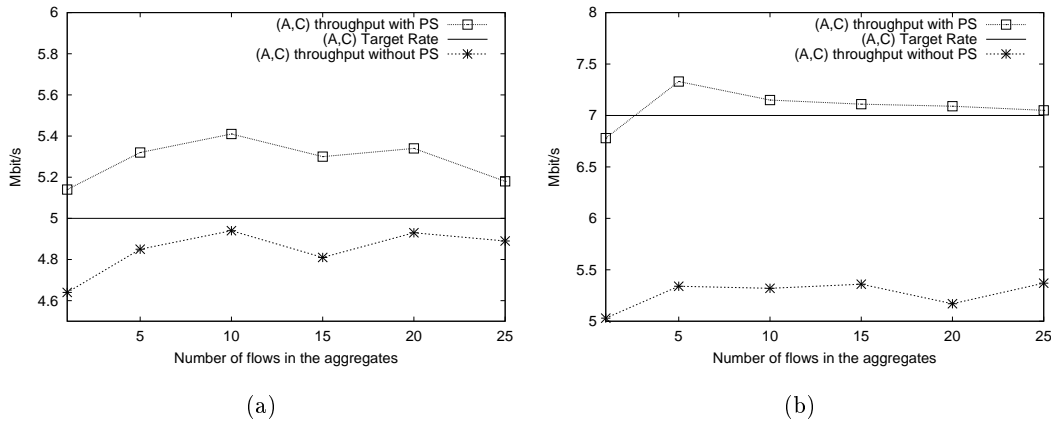 (A,C) throughput with PS
(A,C) Target Rate
(A,C) throughput without PS
6
5.8
5.6
5.4
5.2
5
4.8
4.6
Mbit/s
5 10 15 20 25
Number of flows in the aggregates
(a)
(A,C) throughput with PS
(A,C) Target Rate
(A,C) throughput without PS
8
7.5
7
6.5
6
5.5
5
Mbit/s
5 10 15 20 25
Number of flows in the aggregates
(b)